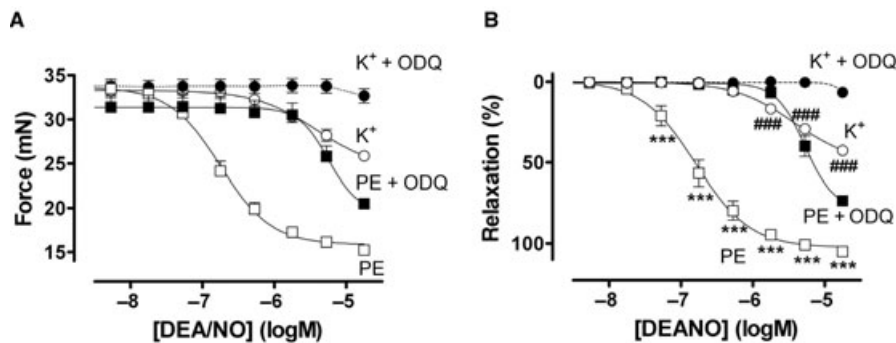 A
K+ + ODQ
35
30
25
20
15
Force (mN)
K+
PE + ODQ
PE
–8
–7
–6
–5
[DEA/NO] (logM)
B
K+ + ODQ
0
50
100
Relaxation (%)
###
###
###
K+
PE + ODQ
PE
***
***
***
***
***
***
–8
–7
–6
–5
[DEANO] (logM)